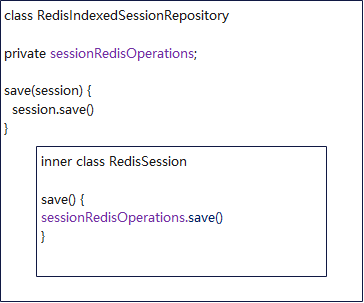 class RedisIndexedSessionRepository
private sessionRedisOperations;
save(session) {
session.save()
}
inner class RedisSession
save() {
sessionRedisOperations.save()
}